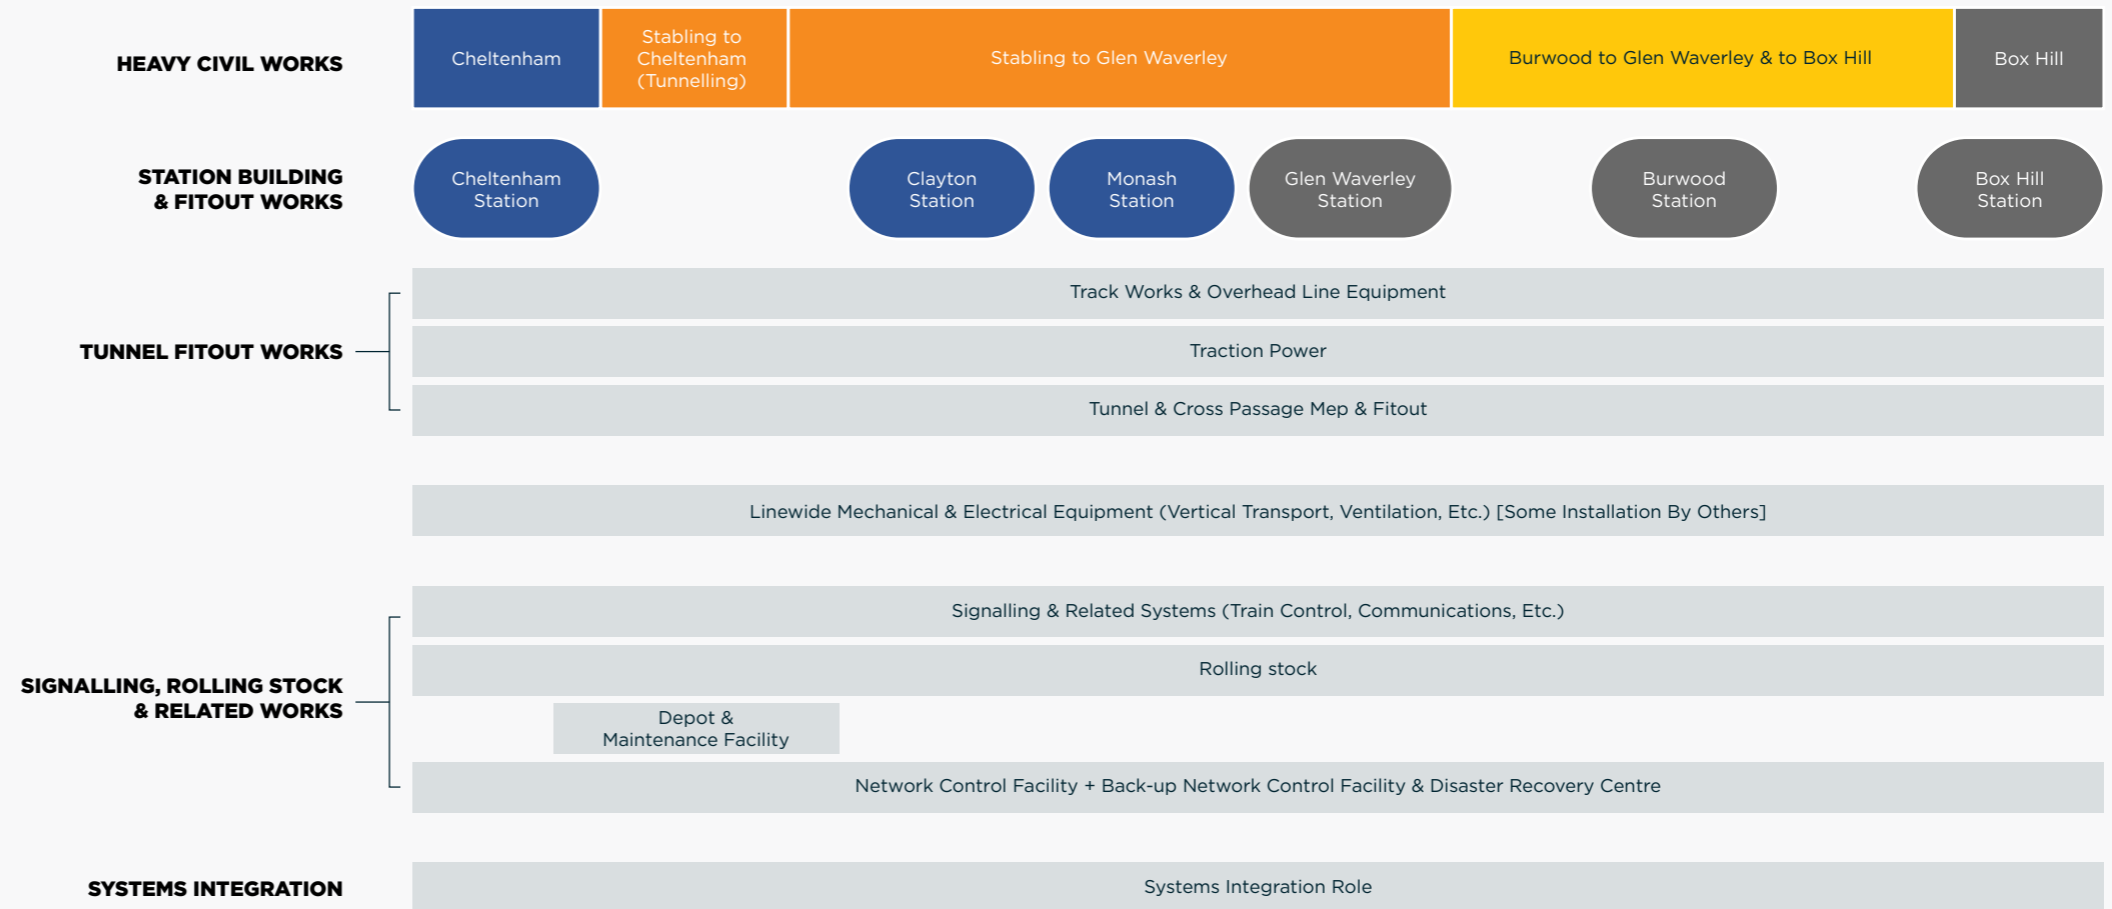 HEAVY CIVIL WORKS
Cheltenham
Stabling to
Cheltenham
(Tunnelling)
Stabling to Glen Waverley
Burwood to Glen Waverley & to Box Hill
Box Hill
STATION BUILDING
& FITOUT WORKS
Cheltenham
Station
Clayton
Station
Monash
Station
Glen Waverley
Station
Burwood
Station
Box Hill
Station
TUNNEL FITOUT WORKS
Track Works & Overhead Line Equipment
Traction Power
Tunnel & Cross Passage Mep & Fitout
Linewide Mechanical & Electrical Equipment (Vertical Transport, Ventilation, Etc.) [Some Installation By Others]
SIGNALLING, ROLLING STOCK
& RELATED WORKS
Signalling & Related Systems (Train Control, Communications, Etc.)
Rolling stock
Depot &
Maintenance Facility
Network Control Facility + Back-up Network Control Facility & Disaster Recovery Centre
SYSTEMS INTEGRATION
Systems Integration Role